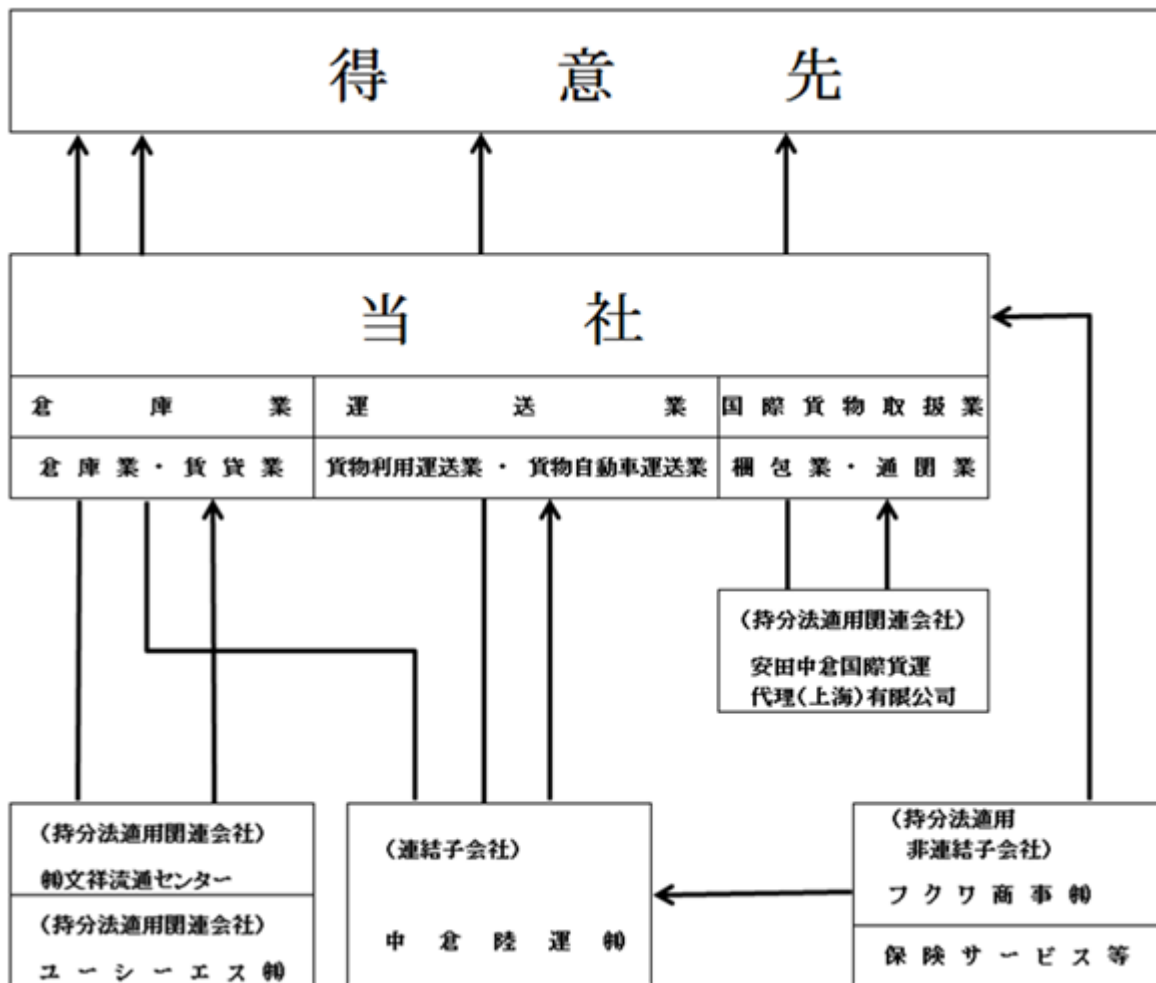 得意先
当社
倉庫業
運送業
国際貨物取扱業
倉庫業・賃貸業
貨物利用運送業・貨物自動車運送業
梱包業・通関業
(持分法適用関連会社)
安田中倉国際貨運
代理(上海)有限公司
(持分法適用関連会社)
㈱文祥流通センター
(持分法適用関連会社)
ユーシーエス㈱
(連結子会社)
中倉陸運㈱
(持分法適用
非連結子会社)
フクワ商事㈱
保険サービス等